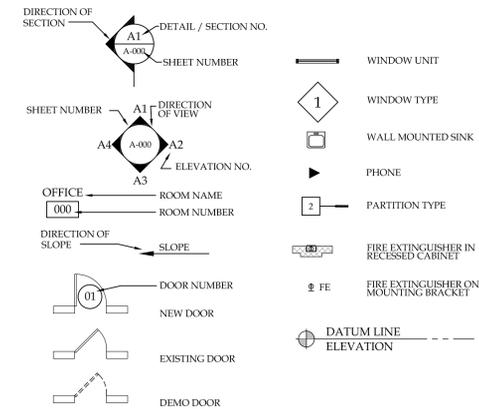 DIRECTION OF
SECTION
A1
DETAIL / SECTION NO.
A-000
SHEET NUMBER
SHEET NUMBER
A1
DIRECTION
OF VIEW
A4
A-000
A2
ELEVATION NO.
A3
OFFICE
ROOM NAME
000
ROOM NUMBER
DIRECTION OF
SLOPE
SLOPE
DOOR NUMBER
01
NEW DOOR
EXISTING DOOR
DEMO DOOR
WINDOW UNIT
1
WINDOW TYPE
WALL MOUNTED SINK
PHONE
2
PARTITION TYPE
FIRE EXTINGUISHER IN
RECESSED CABINET
FE
FIRE EXTINGUISHER ON
MOUNTING BRACKET
DATUM LINE
ELEVATION